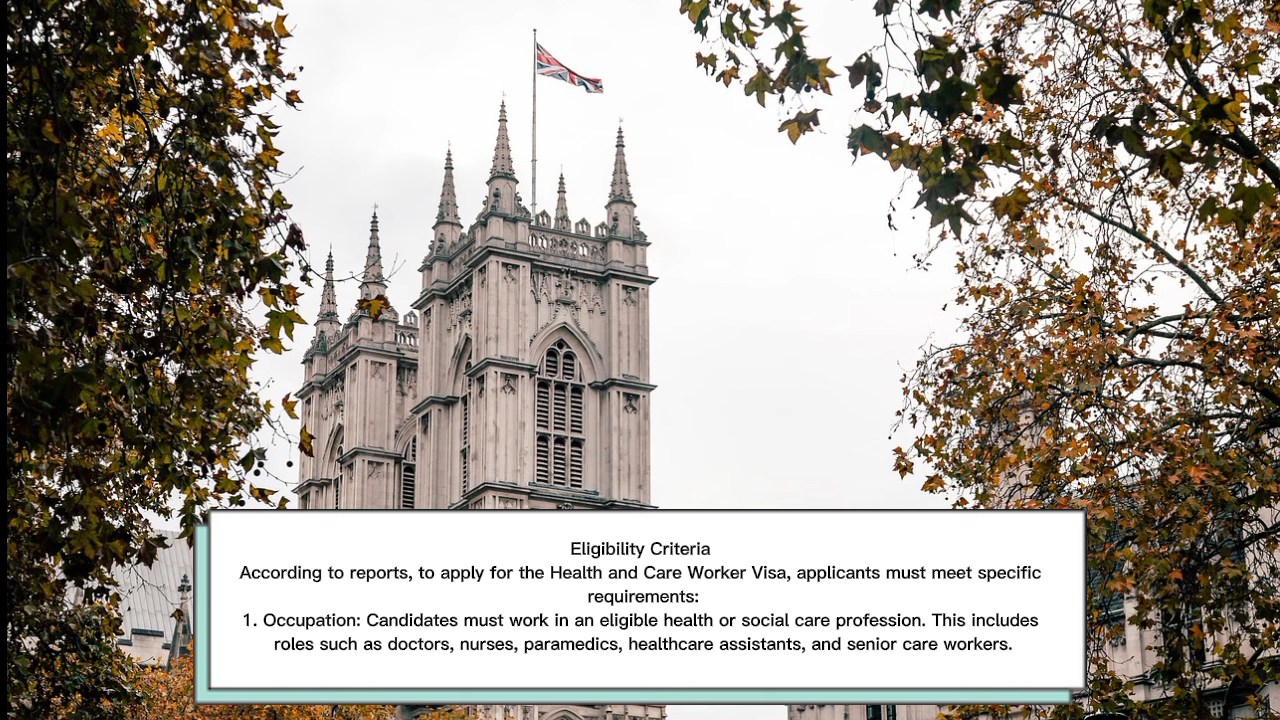 Eligibility Criteria
According to reports, to apply for the Health and Care Worker Visa, applicants must meet specific
requirements:
1. Occupation: Candidates must work in an eligible health or social care profession. This includes
roles such as doctors, nurses, paramedics, healthcare assistants, and senior care workers.